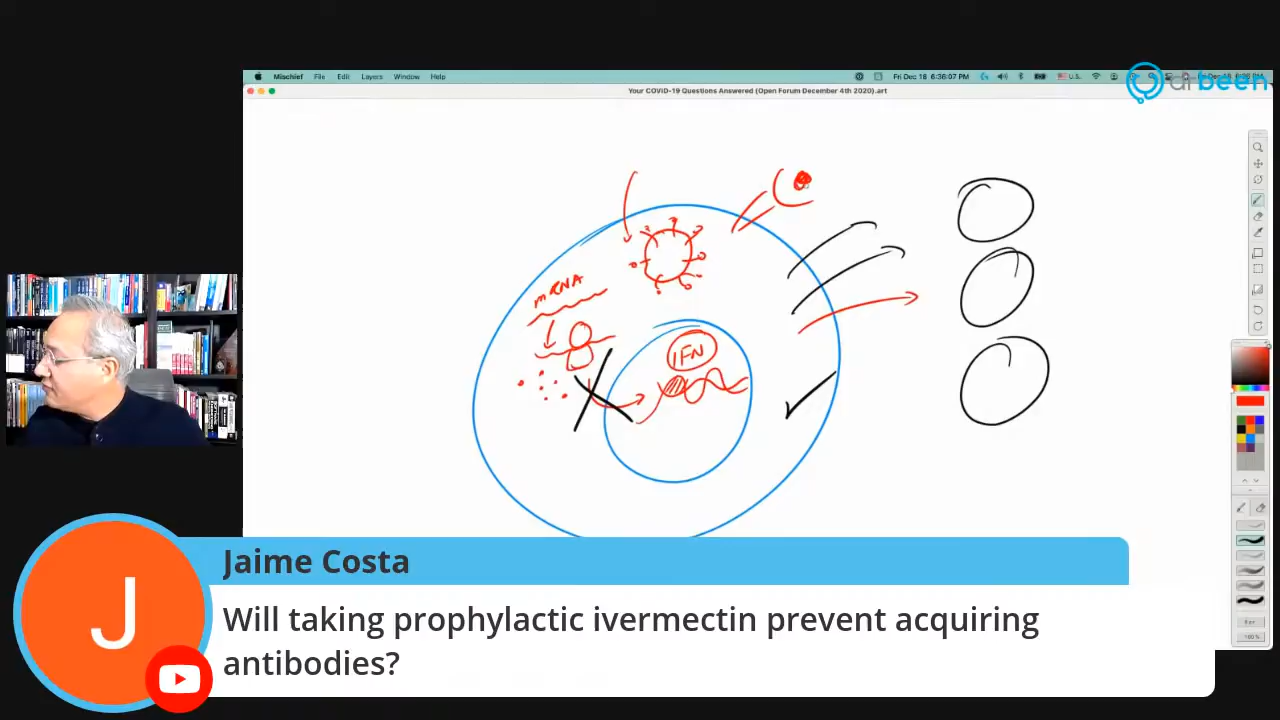 Mischief File Edit Layers Window Help
U.S.
Fri Dec 18 6:36:07 PM
drbeen
Your COVID-19 Questions Answered (Open Forum December 4th 2020).art
mRNA
IFN
J
Jaime Costa
Will taking prophylactic ivermectin prevent acquiring
antibodies?